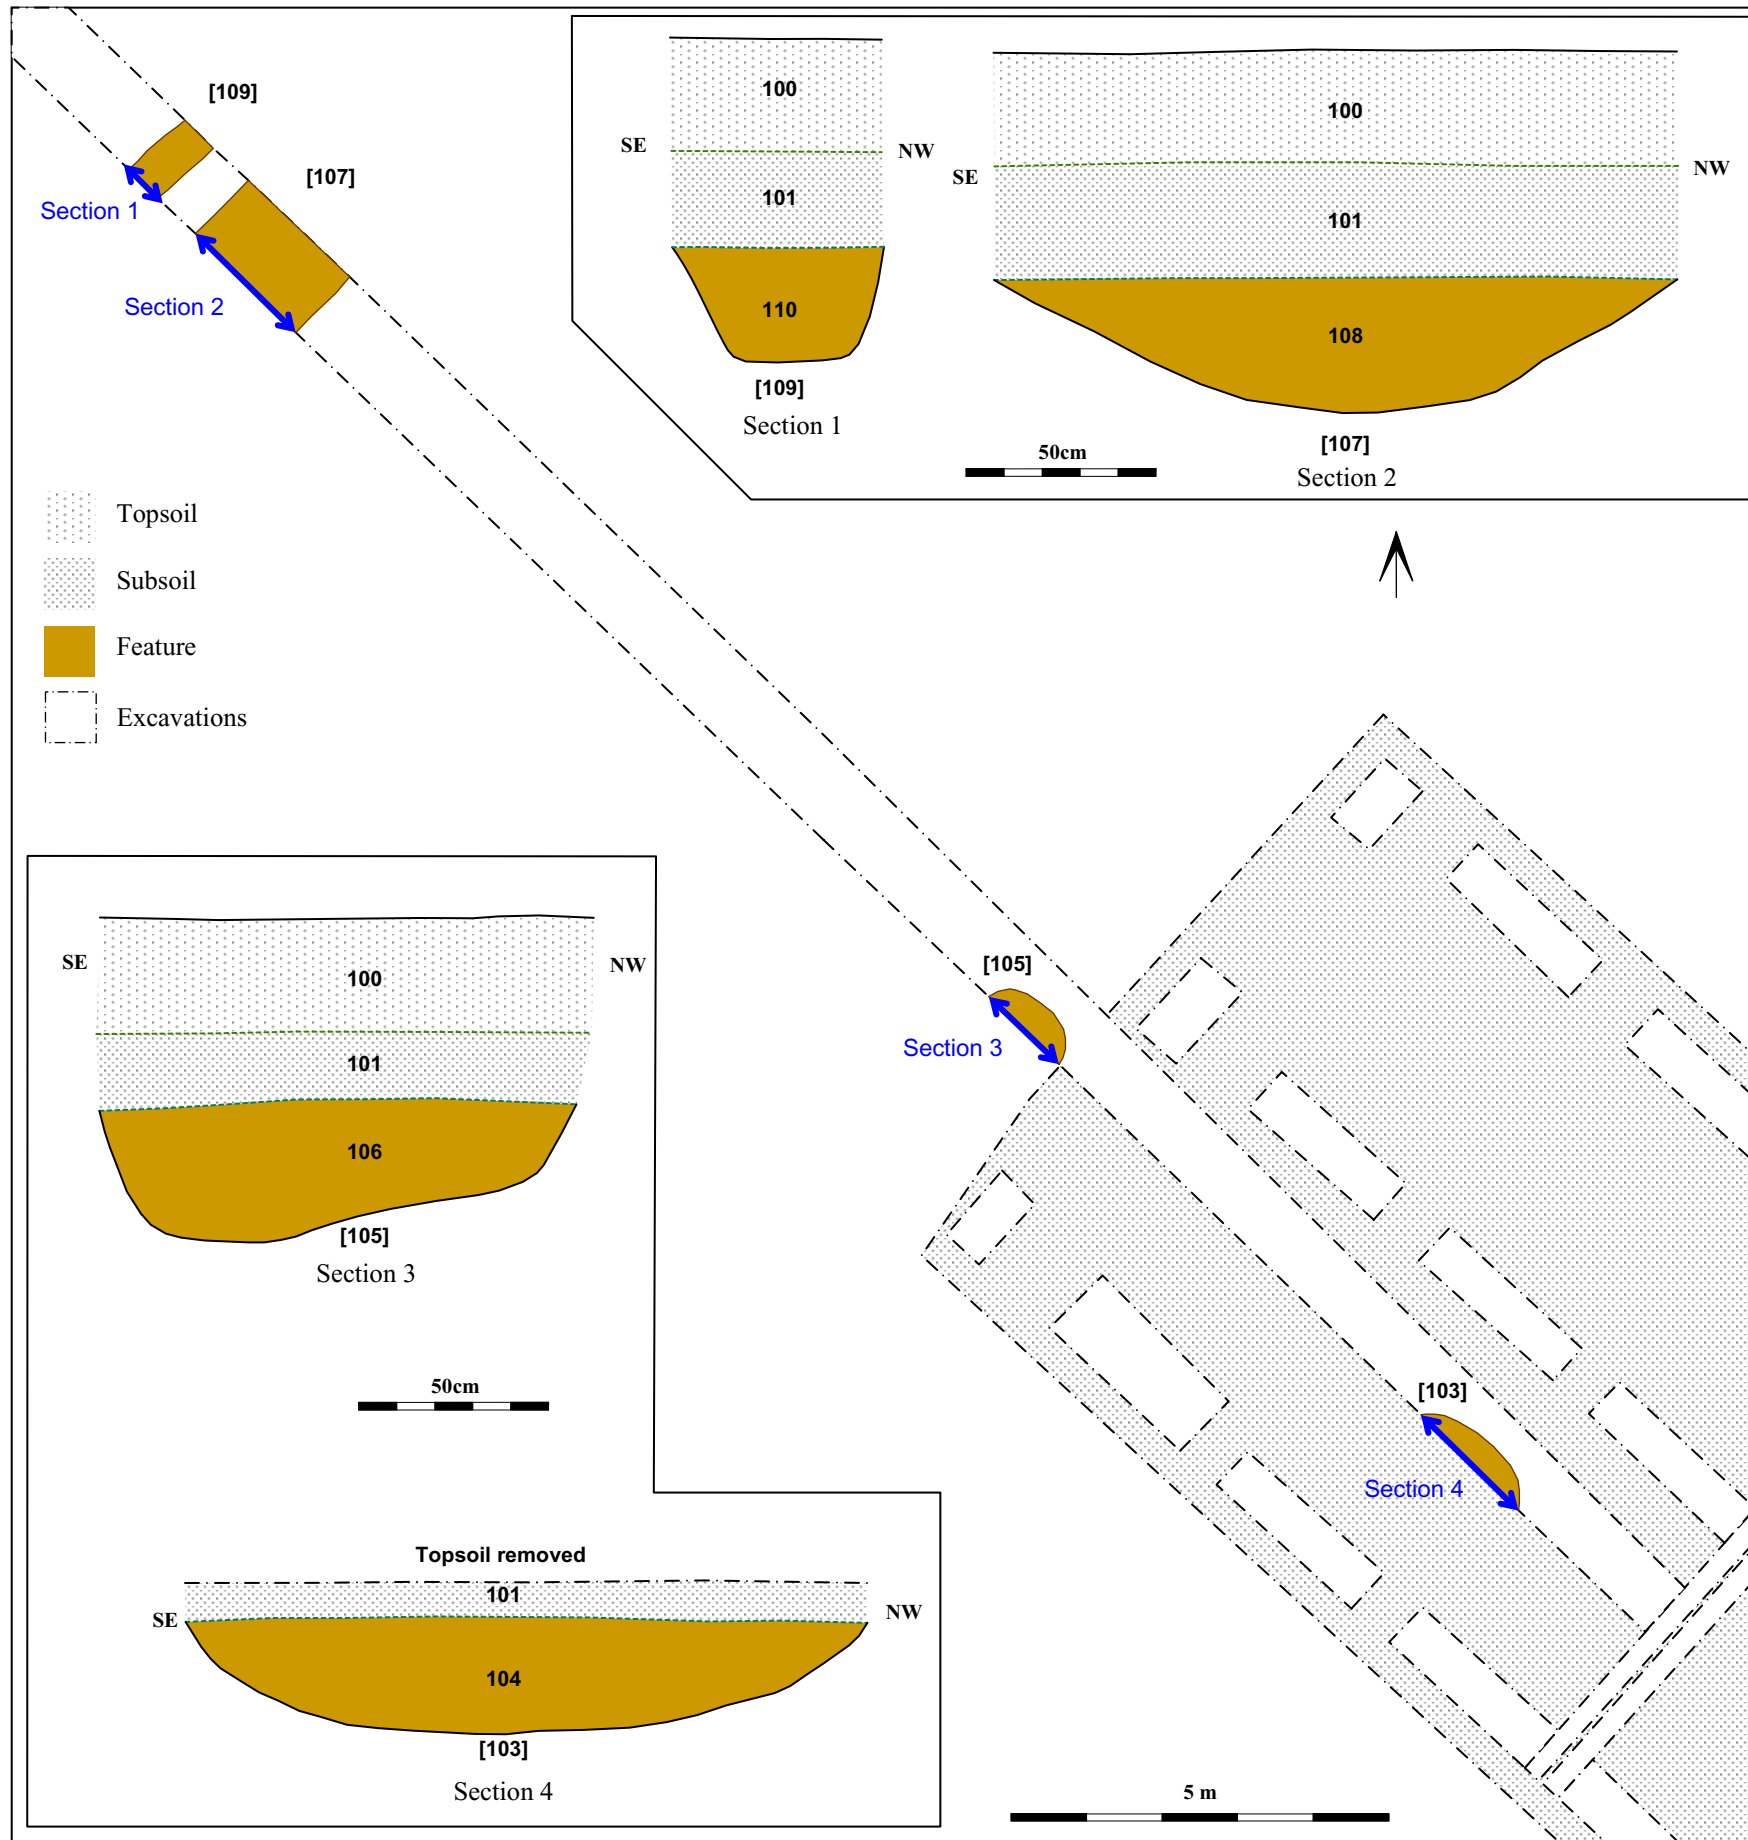 [109]
[107]
Section 1
Section 2
100
SE
NW
101
110
[109]
Section 1
100
SE
NW
101
108
[107]
Section 2
50cm
Topsoil
Subsoil
Feature
Excavations
SE
NW
100
101
106
[105]
Section 3
50cm
Topsoil removed
101
SE
NW
104
[103]
Section 4
[105]
Section 3
[103]
Section 4
5 m